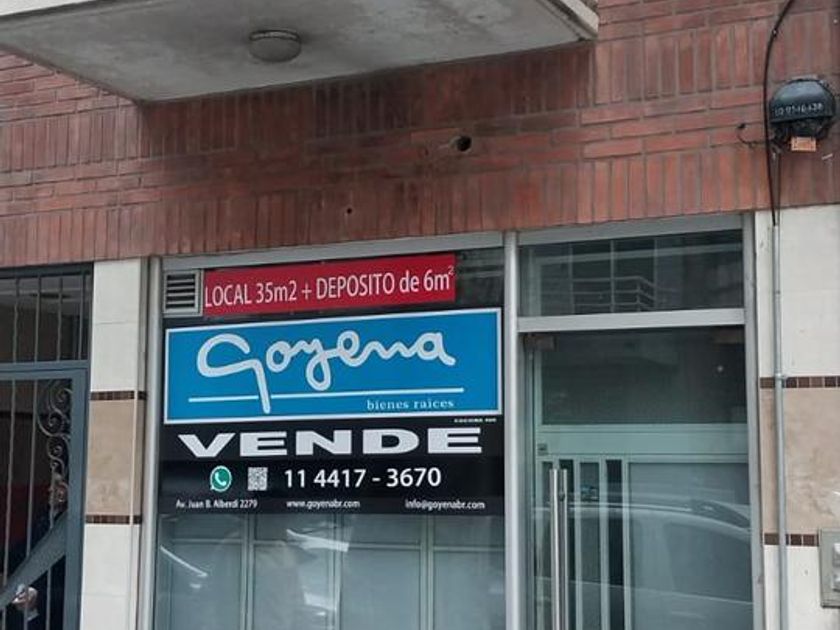 LOCAL 35m2 + DEPOSITO de 6m²
Goyena
bienes raices
VENDE
11 4417 - 3670
Av. Juan B. Alberdi 2279 www.goyenabr.com info@goyenabr.com